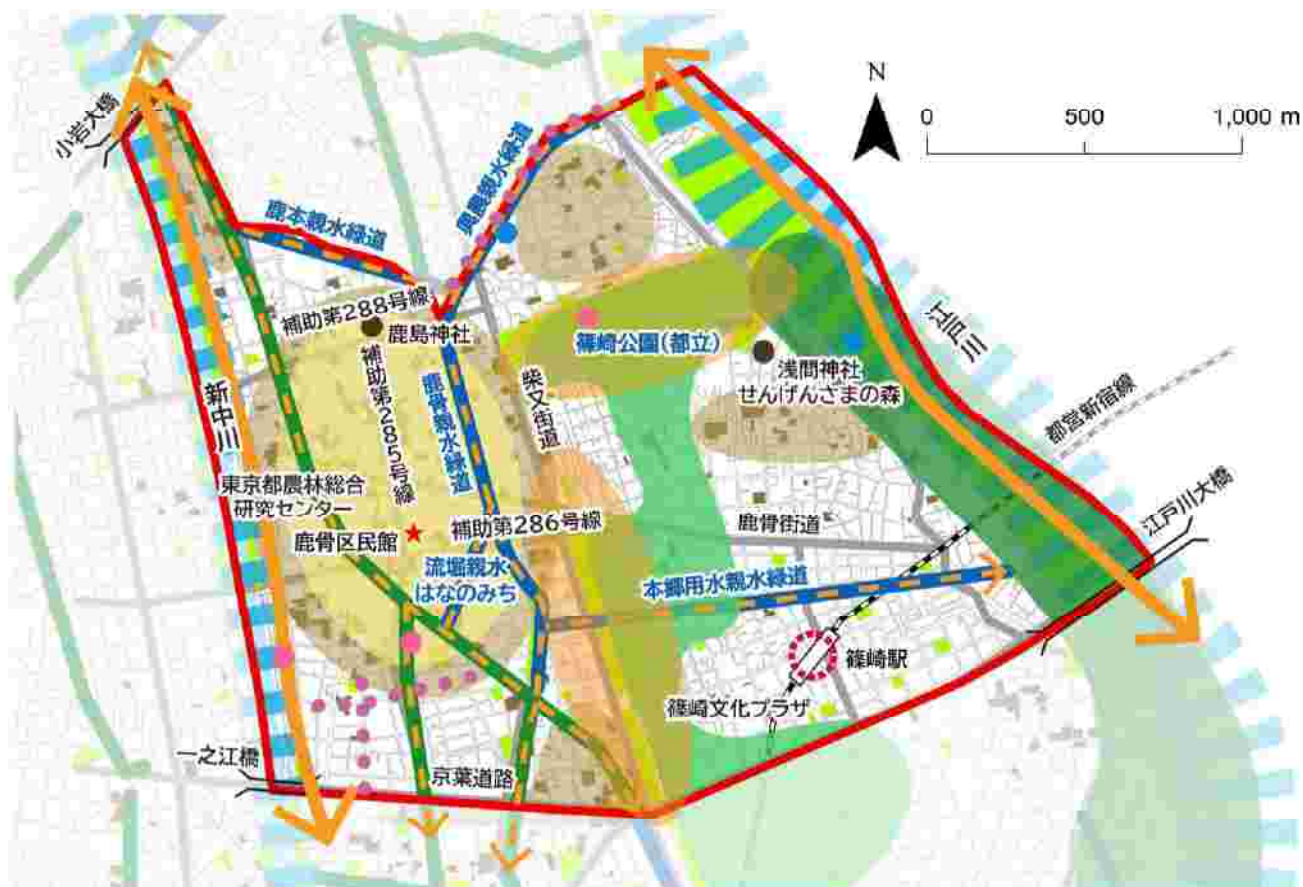 N
0 500 1,000 m
小岩大橋
鹿本親水緑道
興農親水緑道
補助第288号線
鹿島神社
篠崎公園(都立)
浅間神社
せんげんさまの森
江戸川
都営新宿線
新中川
補助第285号線
鹿骨親水緑道
柴又街道
東京都農林総合
研究センター
鹿骨区民館
補助第286号線
鹿骨街道
江戸川大橋
流堀親水
はなのみち
本郷用水親水緑道
篠崎駅
篠崎文化プラザ
一之江橋
京葉道路